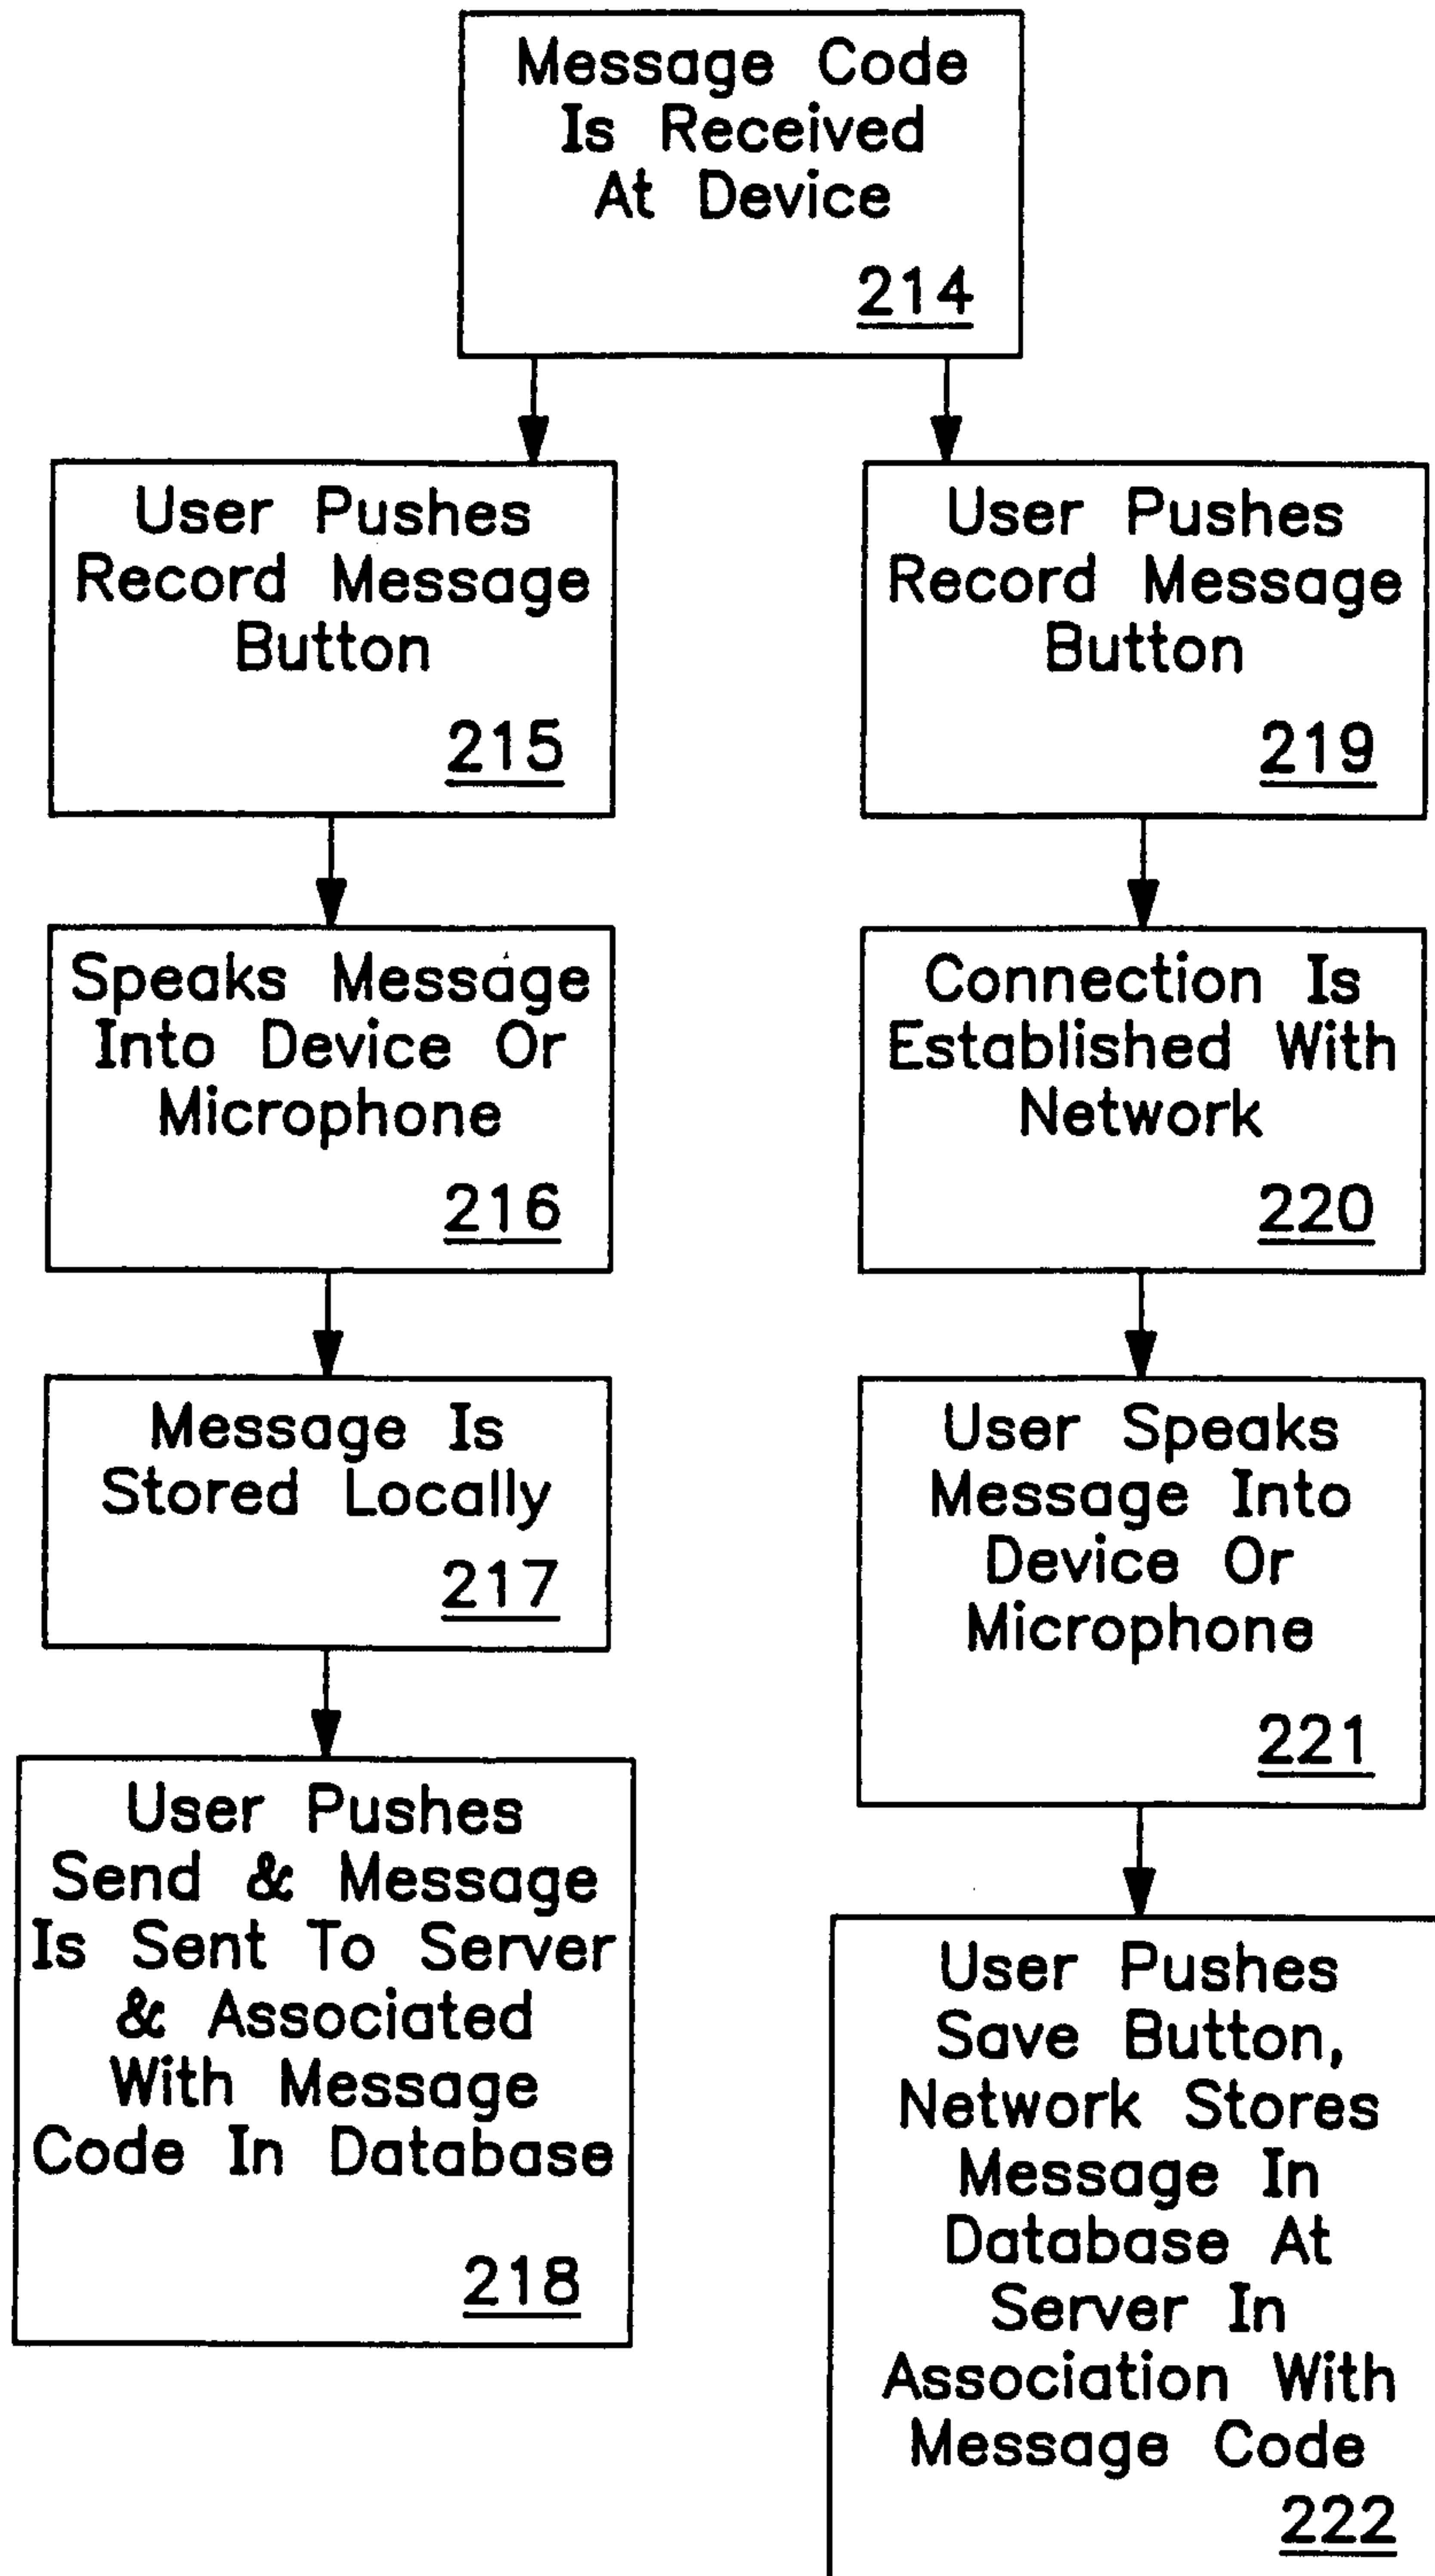 Message Code
Is Received
At Device
214
User Pushes
Record Message
Button
215
Speaks Message
Into Device Or
Microphone
216
Message Is
Stored Locally
217
User Pushes
Send & Message
Is Sent To Server
& Associated
With Message
Code In Database
218
User Pushes
Record Message
Button
219
Connection Is
Established With
Network
220
User Speaks
Message Into
Device Or
Microphone
221
User Pushes
Save Button,
Network Stores
Message In
Database At
Server In
Association With
Message Code
222